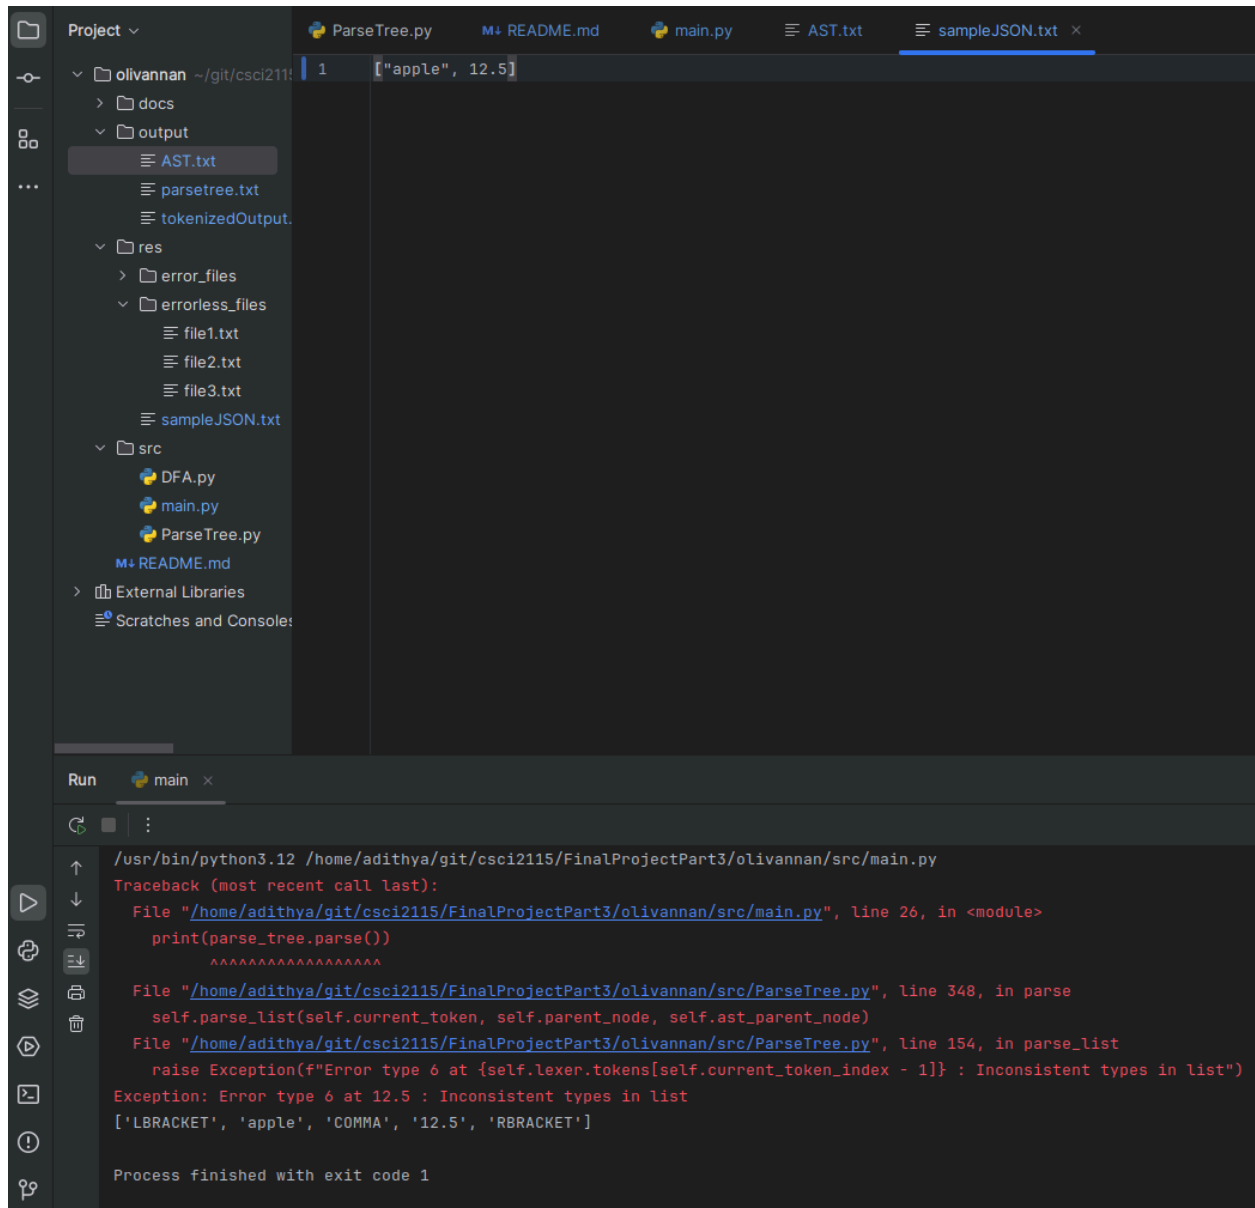 Project
ParseTree.py
M↓ README.md
main.py
AST.txt
sampleJSON.txt
olivannan ~/git/csci211
docs
output
AST.txt
parsetree.txt
tokenizedOutput.
res
error_files
errorless_files
file1.txt
file2.txt
file3.txt
sampleJSON.txt
src
DFA.py
main.py
ParseTree.py
M↓ README.md
External Libraries
Scratches and Consoles
1 ["apple", 12.5]
Run main
/usr/bin/python3.12 /home/adithya/git/csci2115/FinalProjectPart3/olivannan/src/main.py
Traceback (most recent call last):
File "/home/adithya/git/csci2115/FinalProjectPart3/olivannan/src/main.py", line 26, in <module>
print(parse_tree.parse())
^^^^^^^^^^^^^^^^^^
File "/home/adithya/git/csci2115/FinalProjectPart3/olivannan/src/ParseTree.py", line 348, in parse
self.parse_list(self.current_token, self.parent_node, self.ast_parent_node)
File "/home/adithya/git/csci2115/FinalProjectPart3/olivannan/src/ParseTree.py", line 154, in parse_list
raise Exception(f"Error type 6 at {self.lexer.tokens[self.current_token_index - 1]} : Inconsistent types in list")
Exception: Error type 6 at 12.5 : Inconsistent types in list
['LBRACKET', 'apple', 'COMMA', '12.5', 'RBRACKET']
Process finished with exit code 1